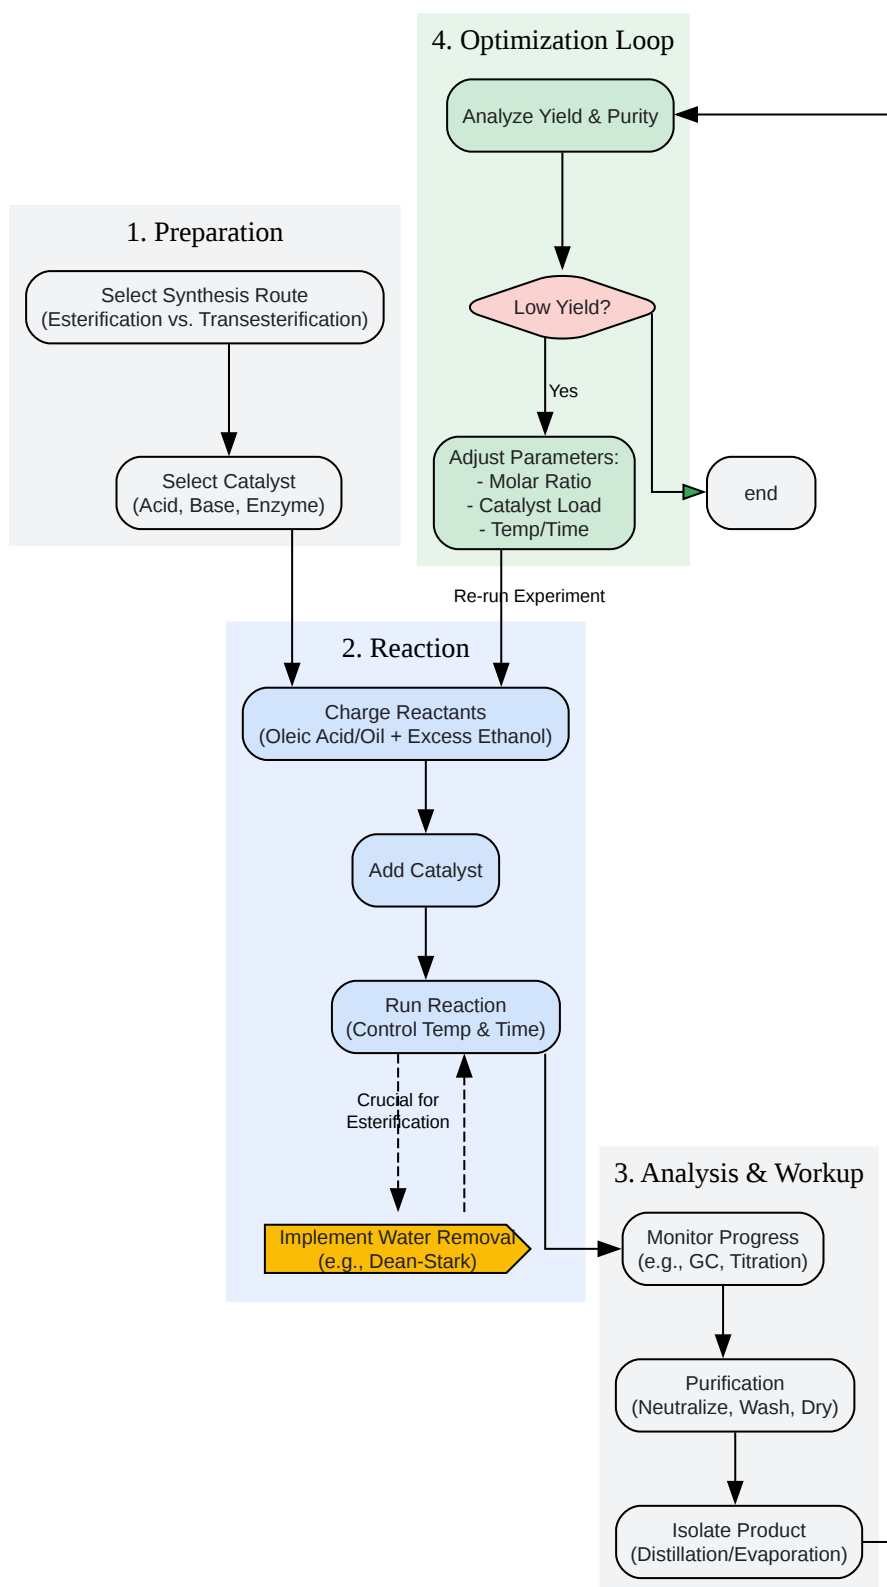 4. Optimization Loop
Analyze Yield & Purity
Low Yield?
Yes
Adjust Parameters:
- Molar Ratio
- Catalyst Load
- Temp/Time
end
Re-run Experiment
1. Preparation
Select Synthesis Route
(Esterification vs. Transesterification)
Select Catalyst
(Acid, Base, Enzyme)
2. Reaction
Charge Reactants
(Oleic Acid/Oil + Excess Ethanol)
Add Catalyst
Run Reaction
(Control Temp & Time)
Crucial for
Esterification
Implement Water Removal
(e.g., Dean-Stark)
3. Analysis & Workup
Monitor Progress
(e.g., GC, Titration)
Purification
(Neutralize, Wash, Dry)
Isolate Product
(Distillation/Evaporation)